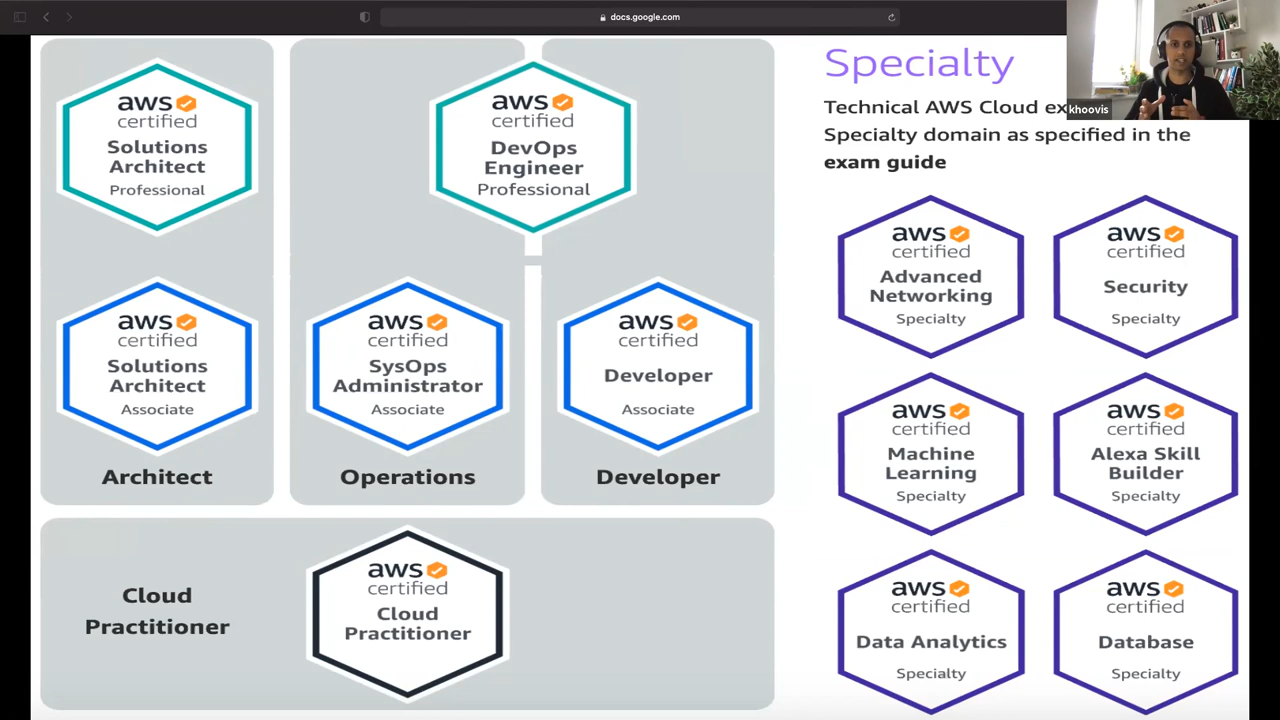 docs.google.com
aws
certified
Solutions
Architect
Professional
aws
certified
DevOps
Engineer
Professional
aws
certified
Solutions
Architect
Associate
Architect
aws
certified
SysOps
Administrator
Associate
Operations
aws
certified
Developer
Associate
Developer
Cloud
Practitioner
aws
certified
Cloud
Practitioner
Specialty
Technical AWS Cloud
Specialty domain as specified in the
exam guide
khoovis
aws
certified
Advanced
Networking
Specialty
aws
certified
Security
Specialty
aws
certified
Machine
Learning
Specialty
aws
certified
Alexa Skill
Builder
Specialty
aws
certified
Data Analytics
Specialty
aws
certified
Database
Specialty